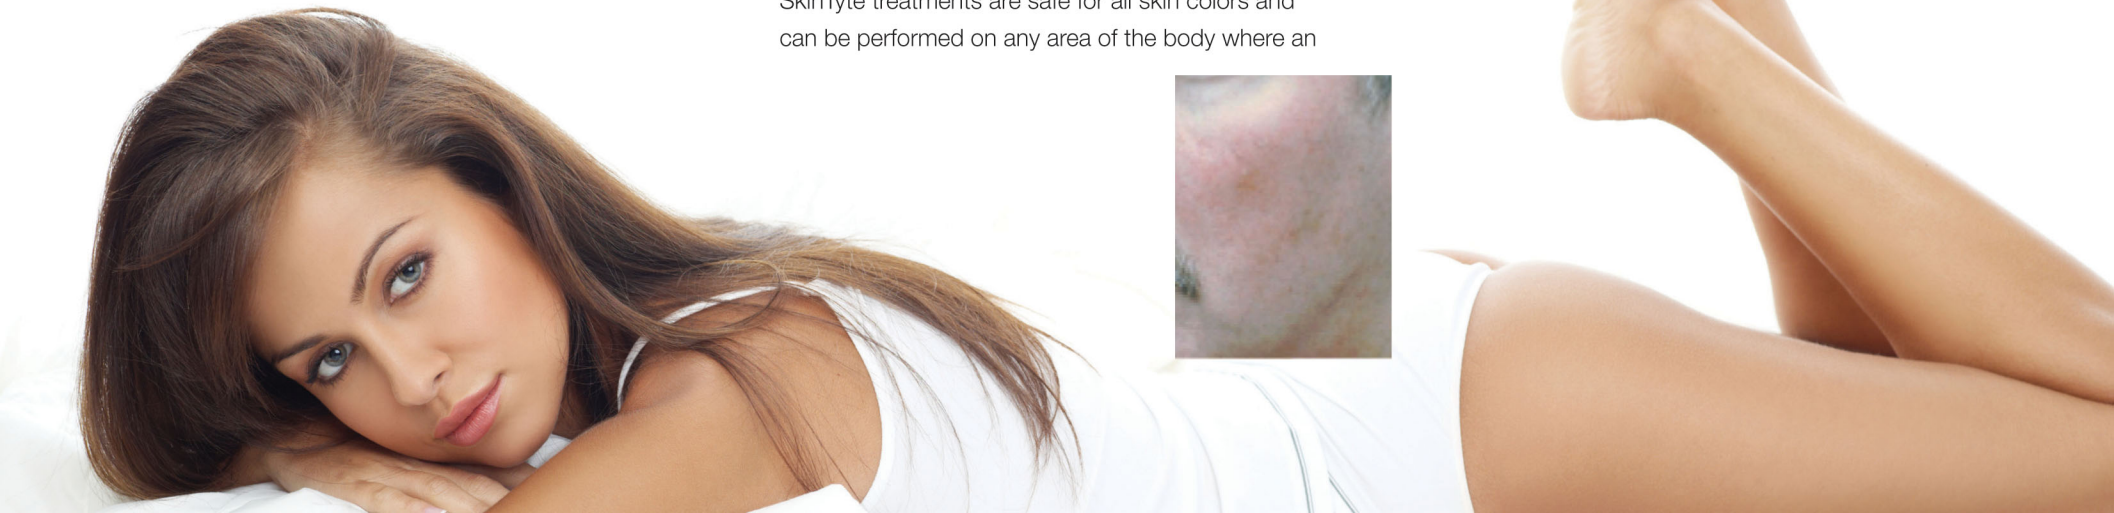 SkinTyte treatments are safe for all skin colors and
can be performed on any area of the body where an